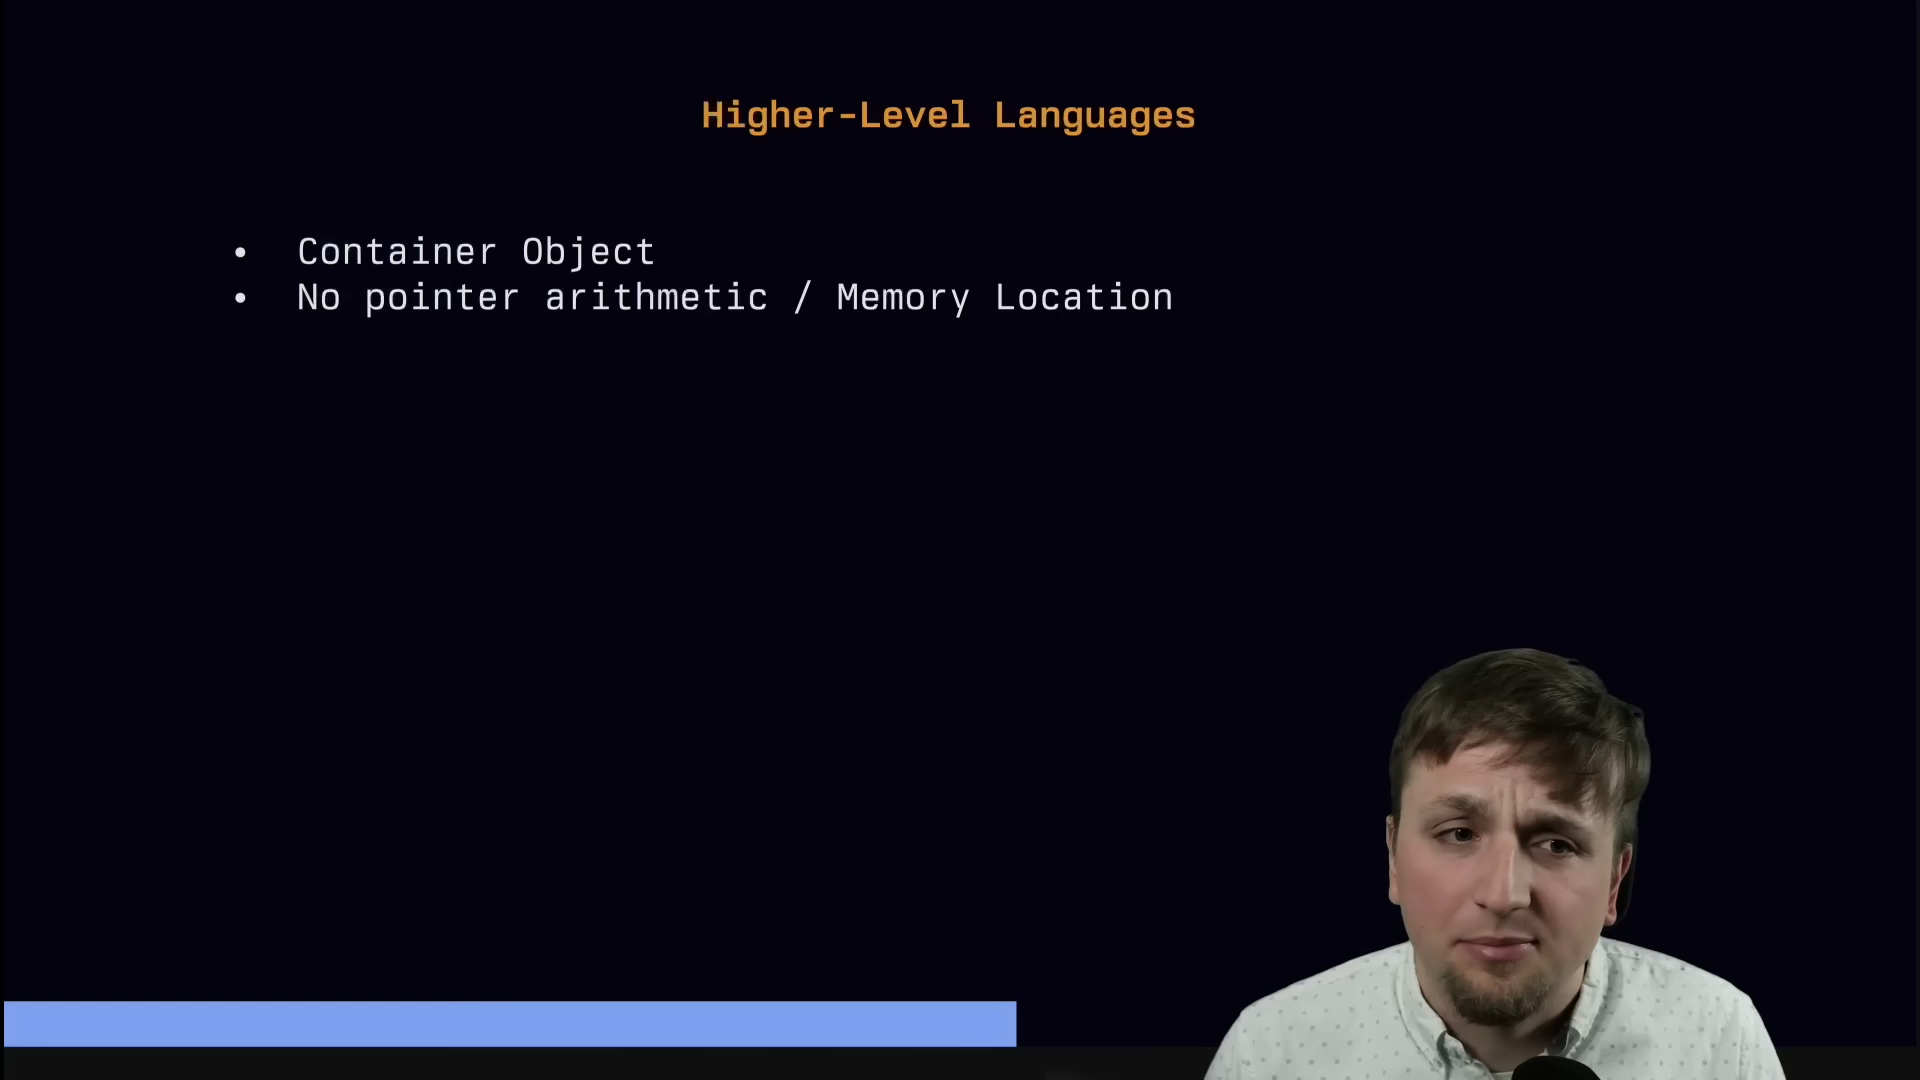 Higher-Level Languages
• Container Object
• No pointer arithmetic / Memory Location